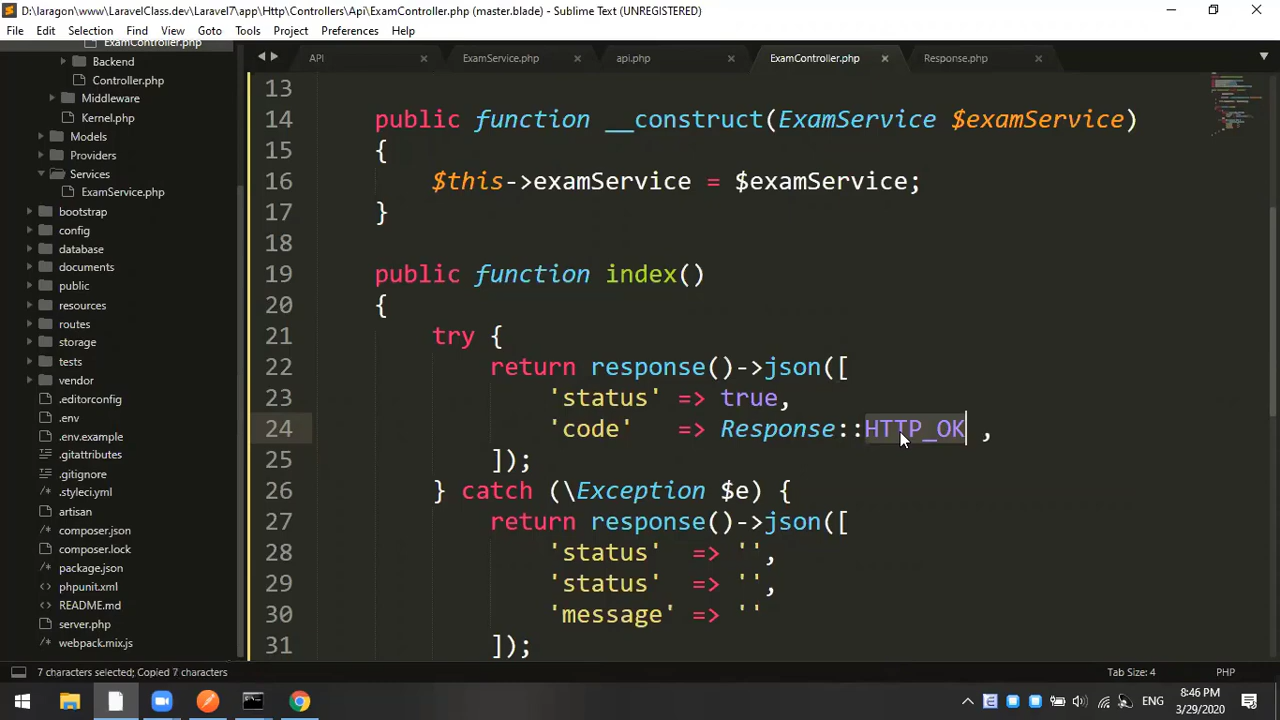 D:\laragon\www\LaravelClass.dev\Laravel7\app\Http\Controllers\Api\ExamController.php (master.blade) - Sublime Text (UNREGISTERED)
File Edit Selection Find View Goto Tools Project Preferences Help
ExamController.php
Backend
Controller.php
Middleware
Kernel.php
Models
Providers
Services
ExamService.php
bootstrap
config
database
documents
public
resources
routes
storage
tests
vendor
.editorconfig
.env
.env.example
.gitattributes
.gitignore
.styleci.yml
artisan
composer.json
composer.lock
package.json
phpunit.xml
README.md
server.php
webpack.mix.js
API ExamService.php api.php ExamController.php Response.php
13
14 public function __construct(ExamService $examService)
15 {
16 $this->examService = $examService;
17 }
18
19 public function index()
20 {
21 try {
22 return response()->json([
23 'status' => true,
24 'code' => Response::HTTP_OK ,
25 ]);
26 } catch (\Exception $e) {
27 return response()->json([
28 'status' => '',
29 'status' => '',
30 'message' => ''
31 ]);
7 characters selected; Copied 7 characters Tab Size: 4 PHP
ENG 8:46 PM
3/29/2020